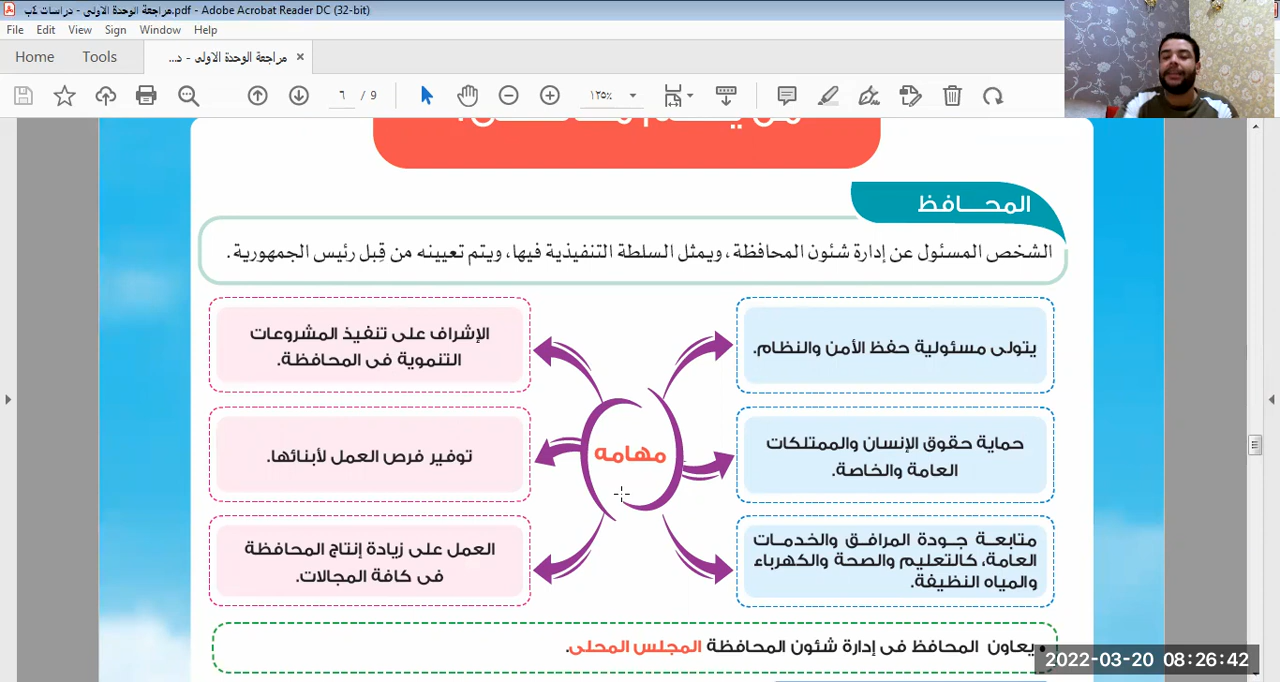 مراجعة الوحدة الاولى - دراسات ٤ب.pdf - Adobe Acrobat Reader DC (32-bit)
File Edit View Sign Window Help
Home Tools مراجعة الوحدة الاولى - د... ×
٦ / 9 ١٢٥%
المحــافظ
الشخص المسئول عن إدارة شئون المحافظة، ويمثل السلطة التنفيذية فيها، ويتم تعيينه من قِبل رئيس الجمهورية.
يتولى مسئولية حفظ الأمن والنظام.
حماية حقوق الإنسان والممتلكات
العامة والخاصة.
متابعة جودة المرافق والخدمات
العامة، كالتعليم والصحة والكهرباء
والمياه النظيفة.
مهامه
الإشراف على تنفيذ المشروعات
التنموية فى المحافظة.
توفير فرص العمل لأبنائها.
العمل على زيادة إنتاج المحافظة
فى كافة المجالات.
• يعاون المحافظ فى إدارة شئون المحافظة المجلس المحلى.
2022-03-20 08:26:42